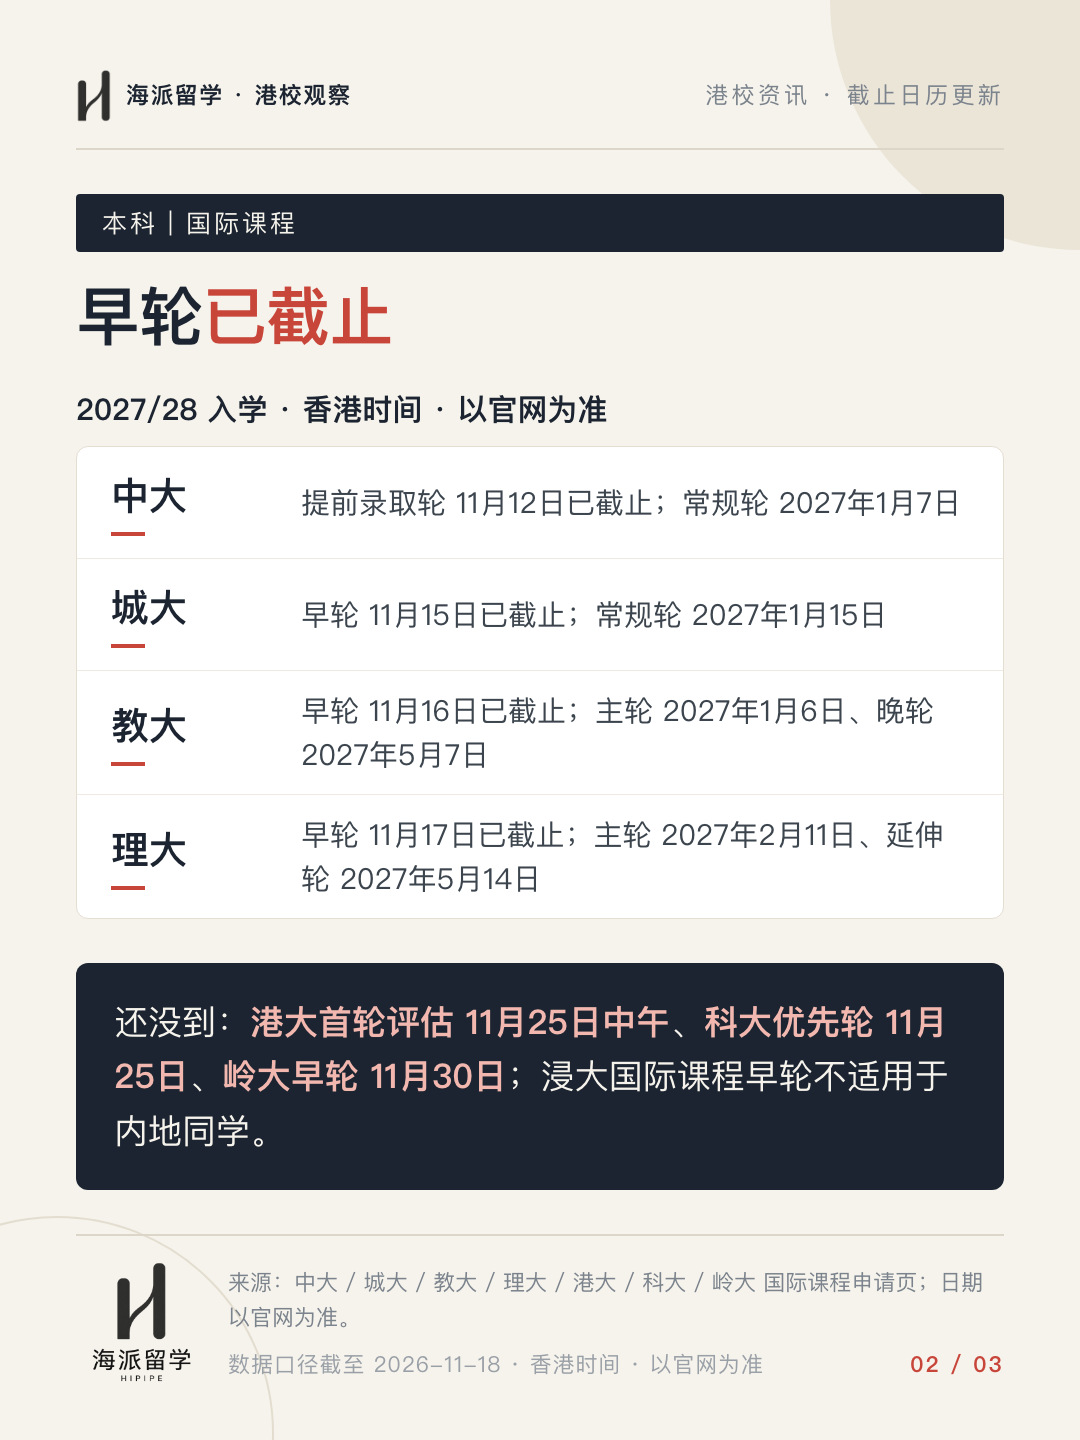 海派留学 · 港校观察
港校资讯 · 截止日历更新
本科｜国际课程
早轮已截止
2027/28 入学 · 香港时间 · 以官网为准
中大
提前录取轮 11月12日已截止；常规轮 2027年1月7日
城大
早轮 11月15日已截止；常规轮 2027年1月15日
教大
早轮 11月16日已截止；主轮 2027年1月6日、晚轮
2027年5月7日
理大
早轮 11月17日已截止；主轮 2027年2月11日、延伸
轮 2027年5月14日
还没到：港大首轮评估 11月25日中午、科大优先轮 11月
25日、岭大早轮 11月30日；浸大国际课程早轮不适用于
内地同学。
来源：中大 / 城大 / 教大 / 理大 / 港大 / 科大 / 岭大 国际课程申请页；日期
以官网为准。
海派留学
HIPIPE
数据口径截至 2026-11-18 · 香港时间 · 以官网为准
02 / 03